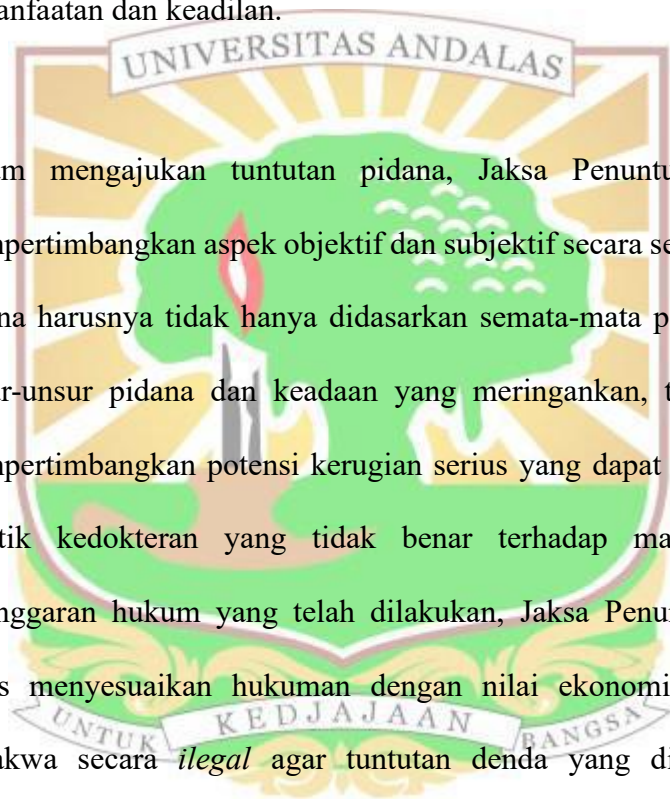 anfaatan dan keadilan.
UNIVERSITAS ANDALAS
m mengajukan tuntutan pidana, Jaksa Penuntu
pertimbangkan aspek objektif dan subjektif secara se
na harusnya tidak hanya didasarkan semata-mata p
r-unsur pidana dan keadaan yang meringankan, t
pertimbangkan potensi kerugian serius yang dapat
tik kedokteran yang tidak benar terhadap ma
nggaran hukum yang telah dilakukan, Jaksa Penu
s menyesuaikan hukuman dengan nilai ekonomi
UNTUK KEDJAJAAN BANGSA
akwa secara ilegal agar tuntutan denda yang di